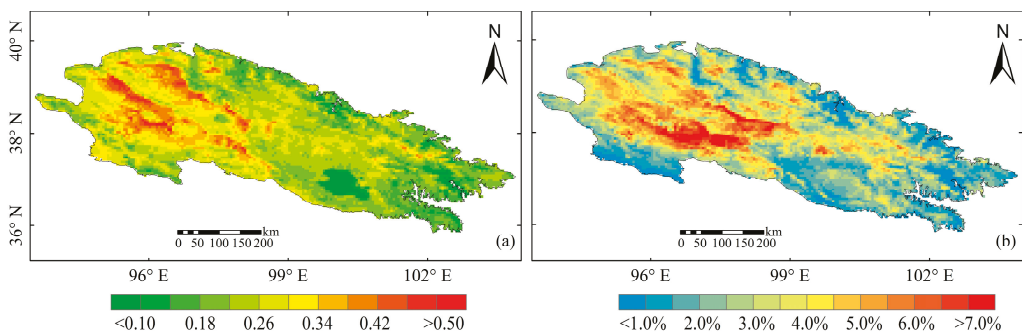 N
N
40° N
38° N
36° N
km
0 50 100 150 200
(a)
km
0 50 100 150 200
(b)
96° E 99° E 102° E
96° E 99° E 102° E
<0.10 0.18 0.26 0.34 0.42 >0.50
<1.0% 2.0% 3.0% 4.0% 5.0% 6.0% >7.0%